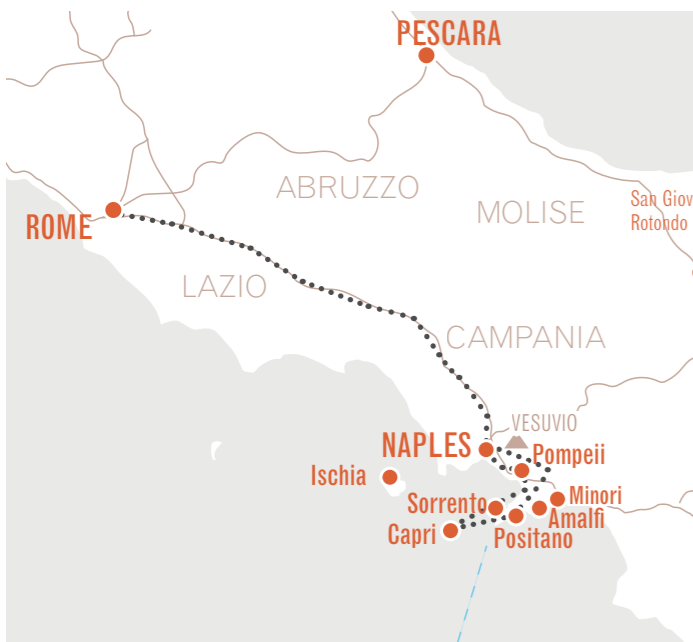 PESCARA
ABRUZZO
MOLISE
San Giov
Rotondo
ROME
LAZIO
CAMPANIA
VESUVIO
NAPLES
Pompeii
Ischia
Sorrento
Minori
Amalfi
Capri
Positano